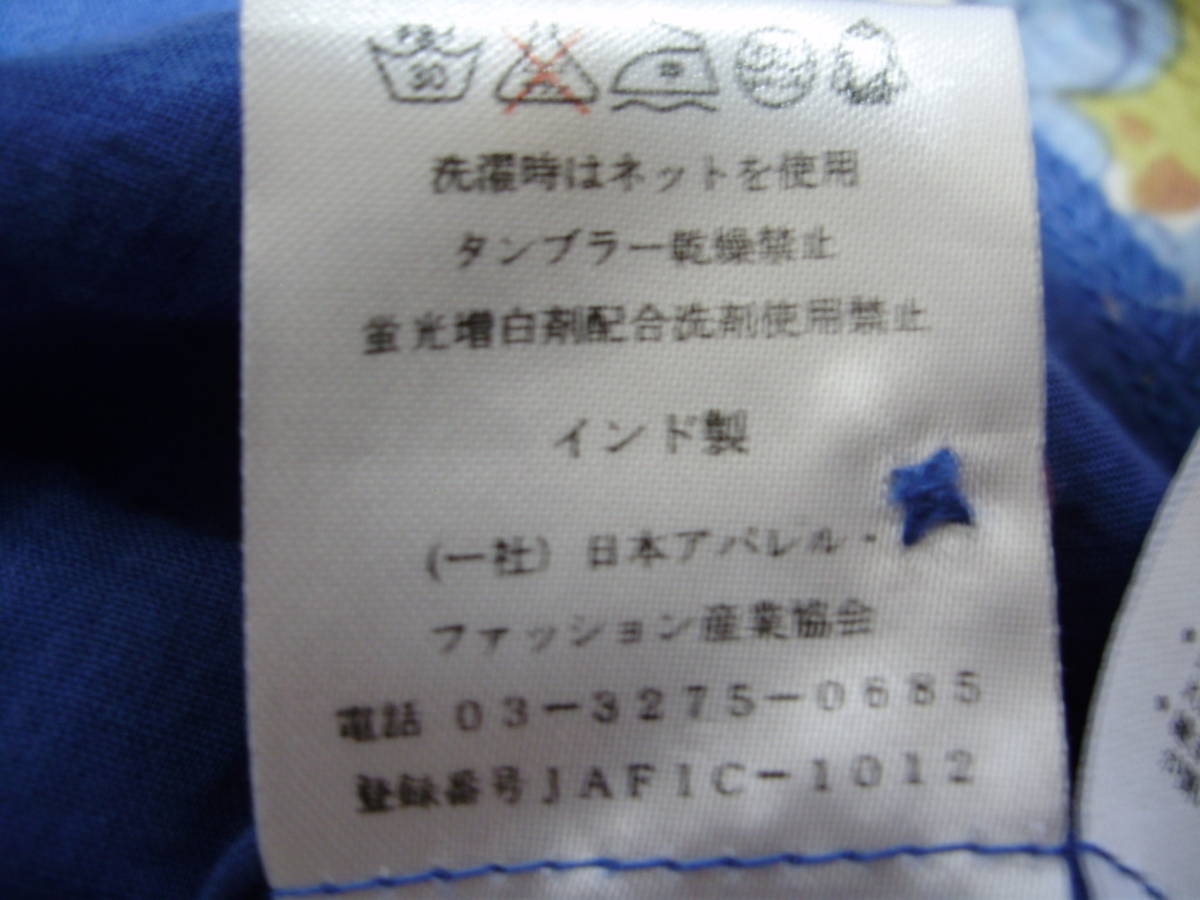 30
洗濯時はネットを使用
タンブラー乾燥禁止
蛍光増白剤配合洗剤使用禁止
インド製
(一社) 日本アパレル・
ファッション産業協会
電話 03-3275-0685
登録番号JAFIC-1012